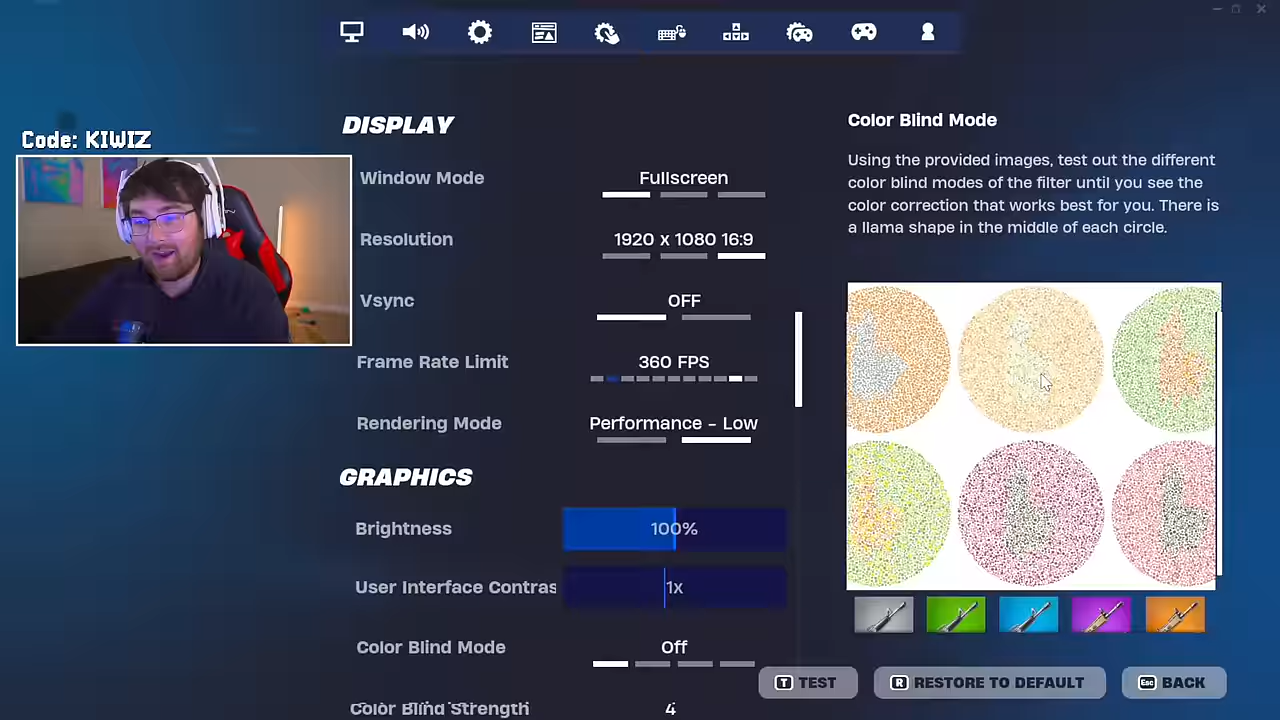 Code: KIWIZ
DISPLAY
Window Mode
Fullscreen
Resolution
1920 x 1080 16:9
Vsync
OFF
Frame Rate Limit
360 FPS
Rendering Mode
Performance - Low
GRAPHICS
Brightness
100%
User Interface Contras
1x
Color Blind Mode
Off
Color Blind Strength
4
Color Blind Mode
Using the provided images, test out the different
color blind modes of the filter until you see the
color correction that works best for you. There is
a llama shape in the middle of each circle.
T TEST
R RESTORE TO DEFAULT
Esc BACK